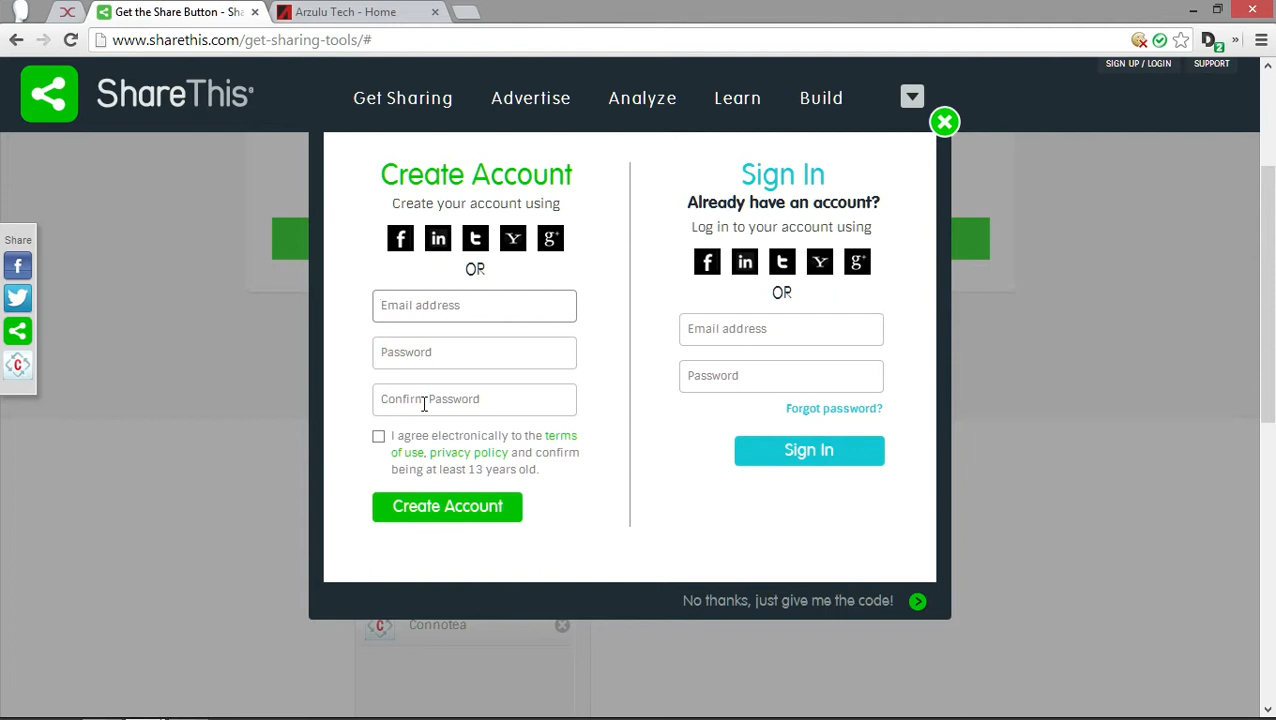 Get the Share Button - Sha
Arzulu Tech - Home
www.sharethis.com/get-sharing-tools/#
D 2
SIGN UP / LOGIN SUPPORT
ShareThis
Get Sharing Advertise Analyze Learn Build
Create Account
Create your account using
f in t Y g+
OR
Email address
Password
Confirm Password
I agree electronically to the terms
of use, privacy policy and confirm
being at least 13 years old.
Create Account
Sign In
Already have an account?
Log in to your account using
f in t Y g+
OR
Email address
Password
Forgot password?
Sign In
No thanks, just give me the code!
Share
f
C
C Connotea